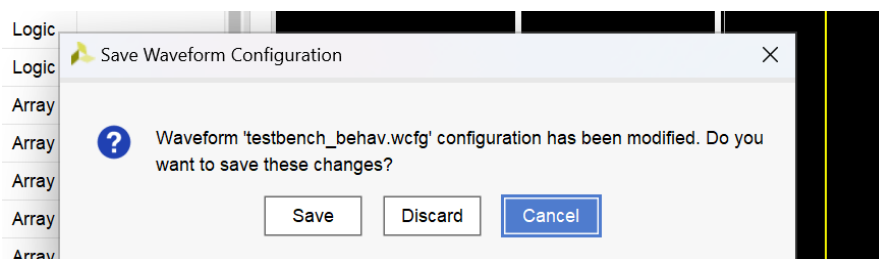 Logic
Save Waveform Configuration
Logic
Array
Array
Waveform 'testbench_behav.wcfg' configuration has been modified. Do you
want to save these changes?
Array
Array
Save Discard Cancel
Array